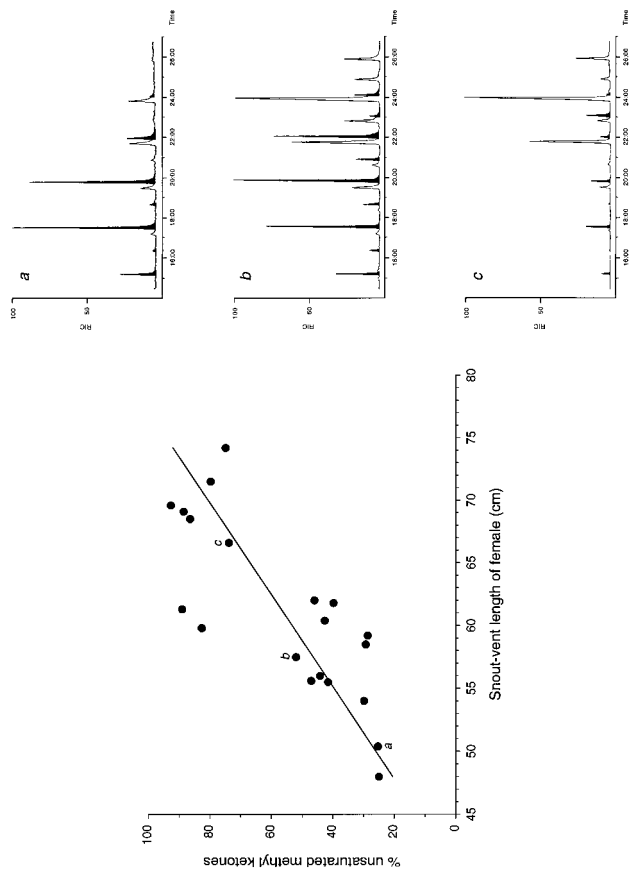 100
80
60
40
20
0
% unsaturated methyl ketones
45
50
55
60
65
70
75
80
Snout-vent length of female (cm)
a
b
c
a
100
50
RIC
16:00
18:00
20:00
22:00
24:00
26:00
Time
b
100
50
RIC
16:00
18:00
20:00
22:00
24:00
26:00
Time
c
100
50
RIC
16:00
18:00
20:00
22:00
24:00
26:00
Time